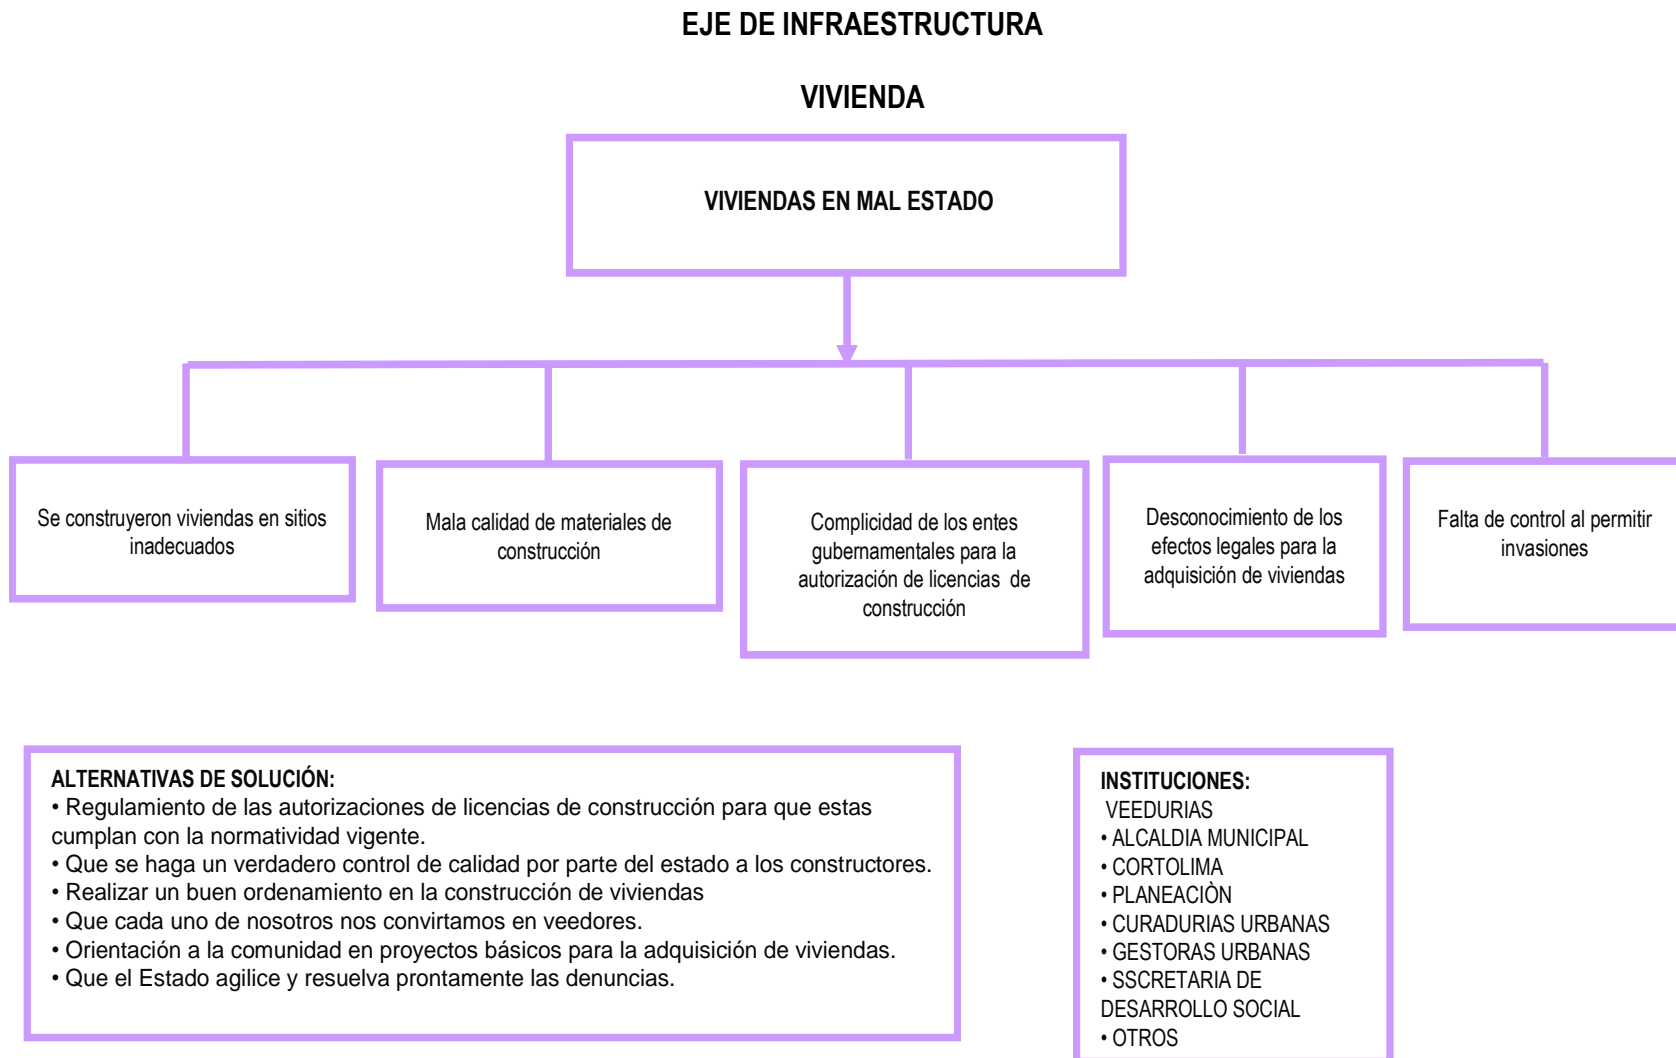 EJE DE INFRAESTRUCTURA
VIVIENDA
VIVIENDAS EN MAL ESTADO
Se construyeron viviendas en sitios
inadecuados
Mala calidad de materiales de
construcción
Complicidad de los entes
gubernamentales para la
autorización de licencias de
construcción
Desconocimiento de los
efectos legales para la
adquisición de viviendas
Falta de control al permitir
invasiones
ALTERNATIVAS DE SOLUCIÓN:
• Regulamiento de las autorizaciones de licencias de construcción para que estas
cumplan con la normatividad vigente.
• Que se haga un verdadero control de calidad por parte del estado a los constructores.
• Realizar un buen ordenamiento en la construcción de viviendas
• Que cada uno de nosotros nos convirtamos en veedores.
• Orientación a la comunidad en proyectos básicos para la adquisición de viviendas.
• Que el Estado agilice y resuelva prontamente las denuncias.
INSTITUCIONES:
VEEDURIAS
• ALCALDIA MUNICIPAL
• CORTOLIMA
• PLANEACIÒN
• CURADURIAS URBANAS
• GESTORAS URBANAS
• SSCRETARIA DE
DESARROLLO SOCIAL
• OTROS